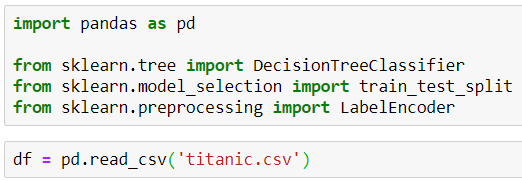 import pandas as pd
from sklearn.tree import DecisionTreeClassifier
from sklearn.model_selection import train_test_split
from sklearn.preprocessing import LabelEncoder
df = pd.read_csv('titanic.csv')